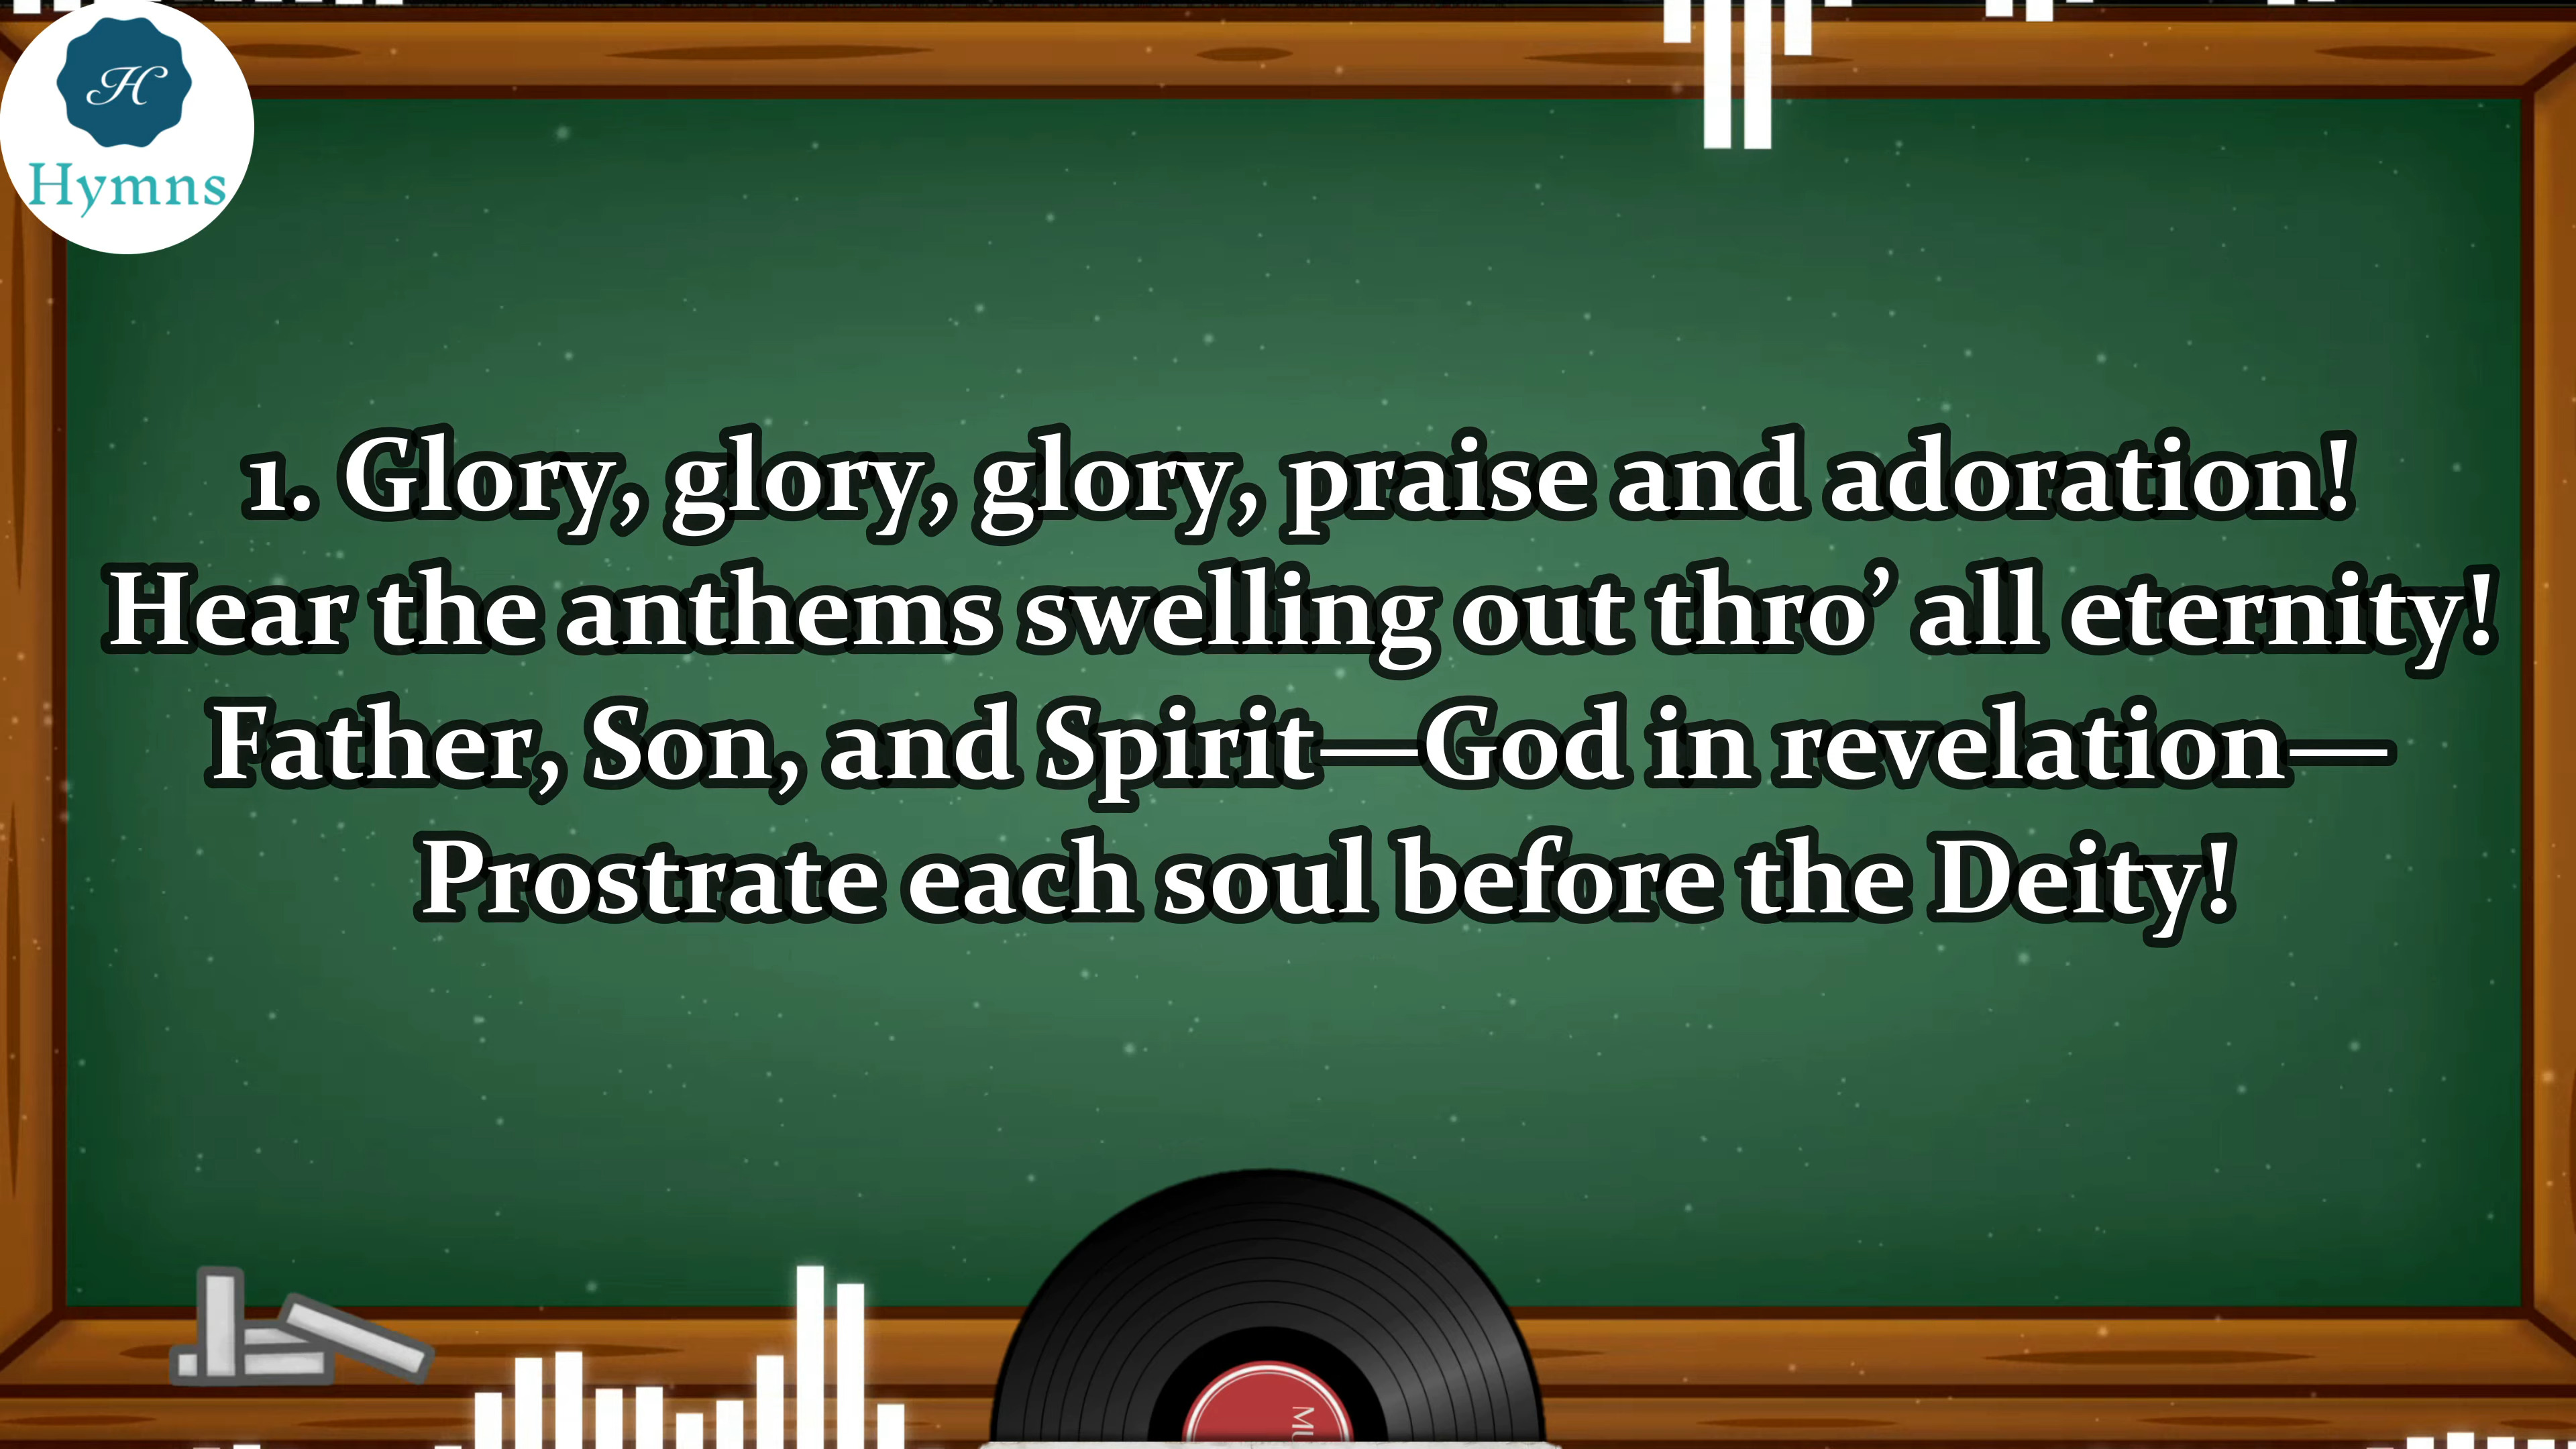 H
Hymns
1. Glory, glory, glory, praise and adoration!
Hear the anthems swelling out thro’ all eternity!
Father, Son, and Spirit—God in revelation—
Prostrate each soul before the Deity!
MU